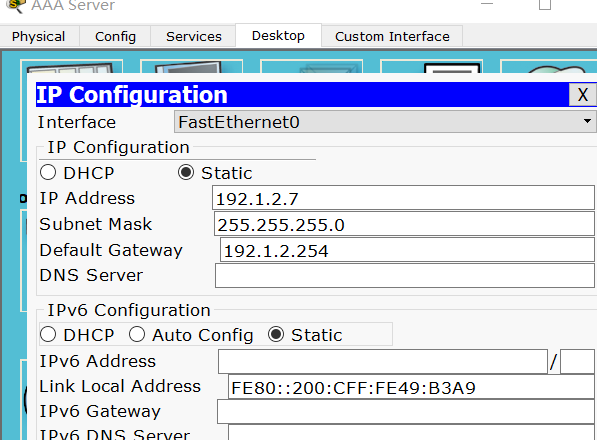 AAA Server
Physical Config Services Desktop Custom Interface
IP Configuration X
Interface FastEthernet0
IP Configuration
DHCP Static
IP Address 192.1.2.7
Subnet Mask 255.255.255.0
Default Gateway 192.1.2.254
DNS Server
IPv6 Configuration
DHCP Auto Config Static
IPv6 Address /
Link Local Address FE80::200:CFF:FE49:B3A9
IPv6 Gateway
IPv6 DNS Server